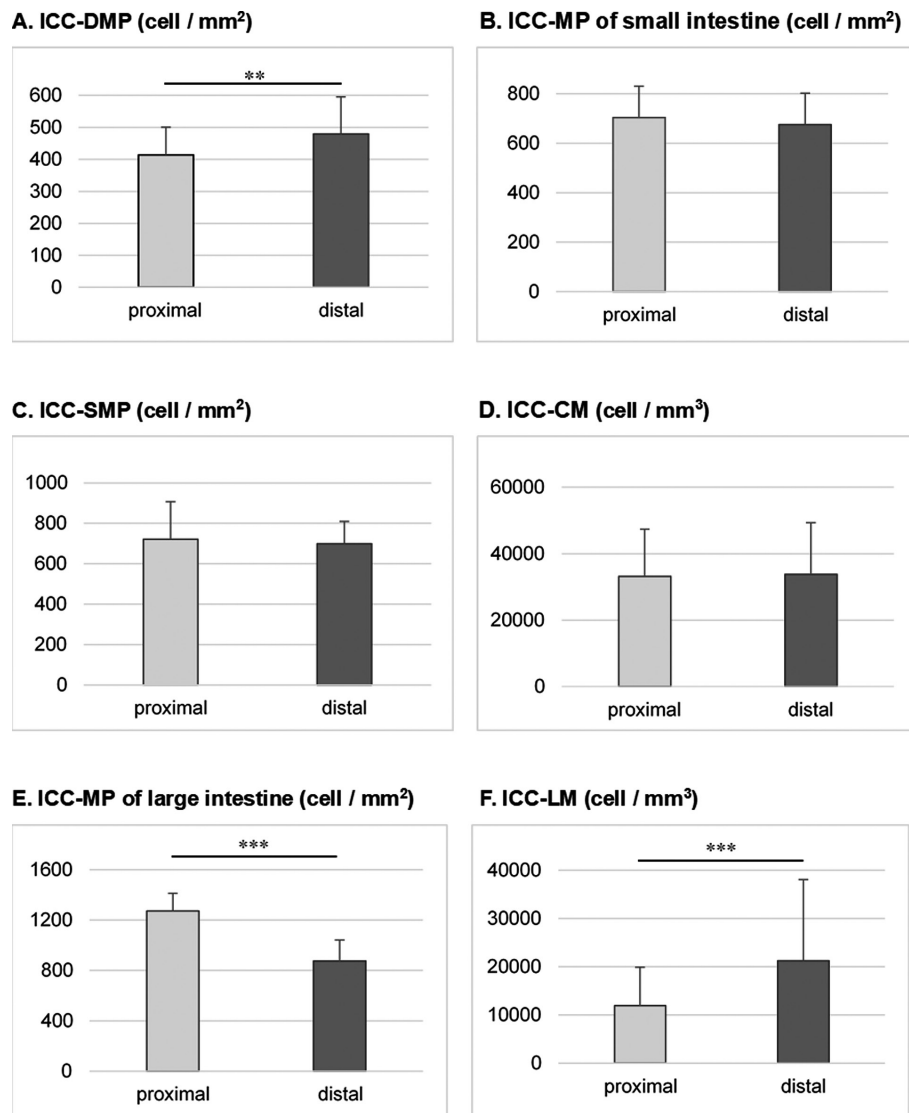 A. ICC-DMP (cell / mm²)
**
600
500
400
300
200
100
0
proximal distal
B. ICC-MP of small intestine (cell / mm²)
800
600
400
200
0
proximal distal
C. ICC-SMP (cell / mm²)
1000
800
600
400
200
0
proximal distal
D. ICC-CM (cell / mm³)
60000
40000
20000
0
proximal distal
E. ICC-MP of large intestine (cell / mm²)
***
1600
1200
800
400
0
proximal distal
F. ICC-LM (cell / mm³)
***
40000
30000
20000
10000
0
proximal distal